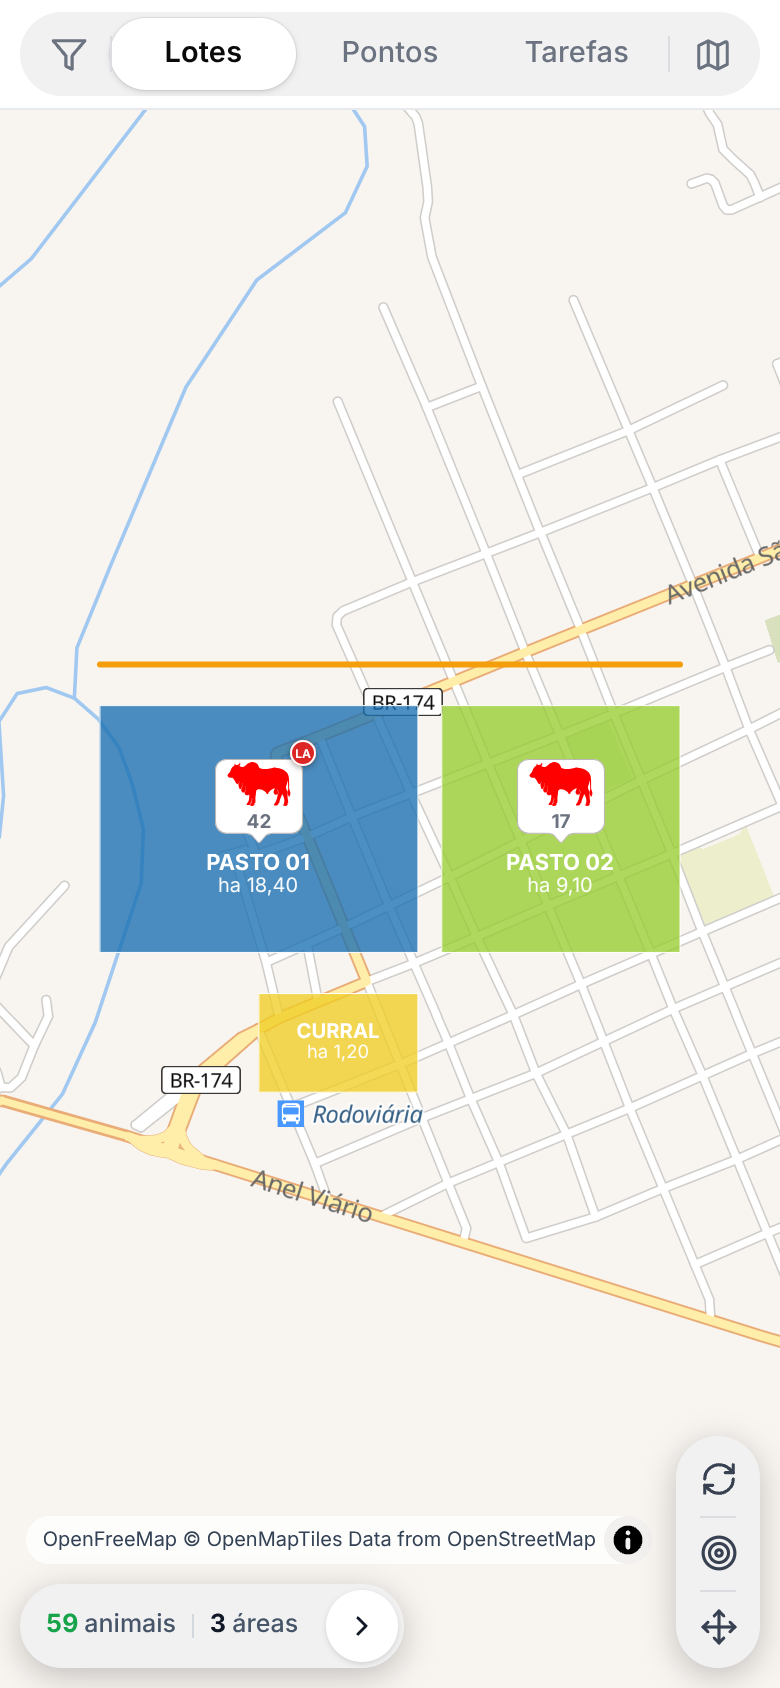 Lotes
Pontos
Tarefas
Avenida Sã
BR-174
LA
42
PASTO 01
ha 18,40
17
PASTO 02
ha 9,10
CURRAL
ha 1,20
BR-174
Rodoviária
Anel Viário
OpenFreeMap © OpenMapTiles Data from OpenStreetMap
59 animais
3 áreas